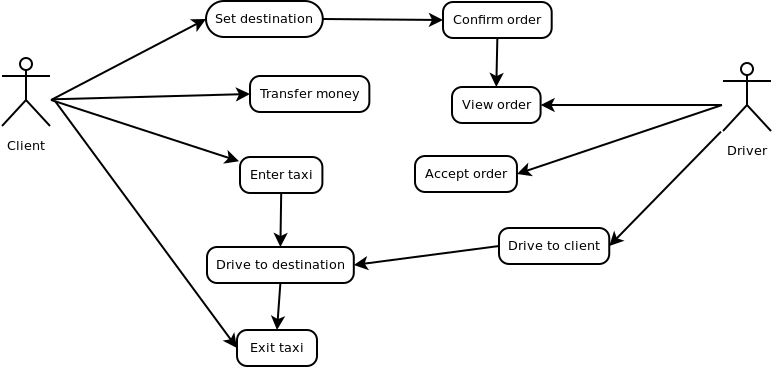 Set destination
Confirm order
Transfer money
View order
Client
Driver
Enter taxi
Accept order
Drive to client
Drive to destination
Exit taxi